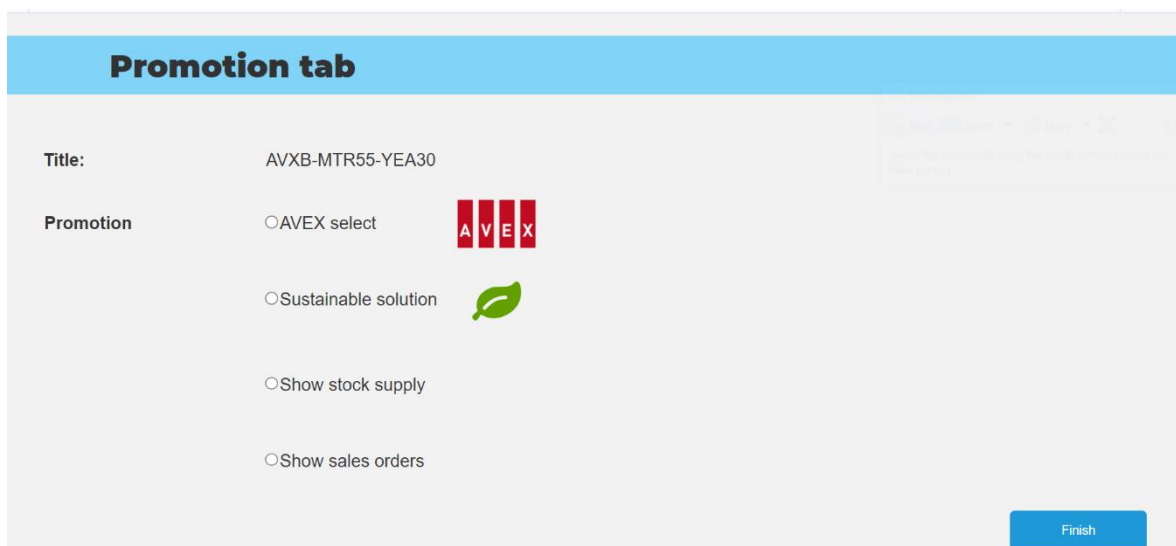 Promotion tab
Title: AVXB-MTR55-YEA30
Promotion AVEX select AVEX
Sustainable solution
Show stock supply
Show sales orders
Finish